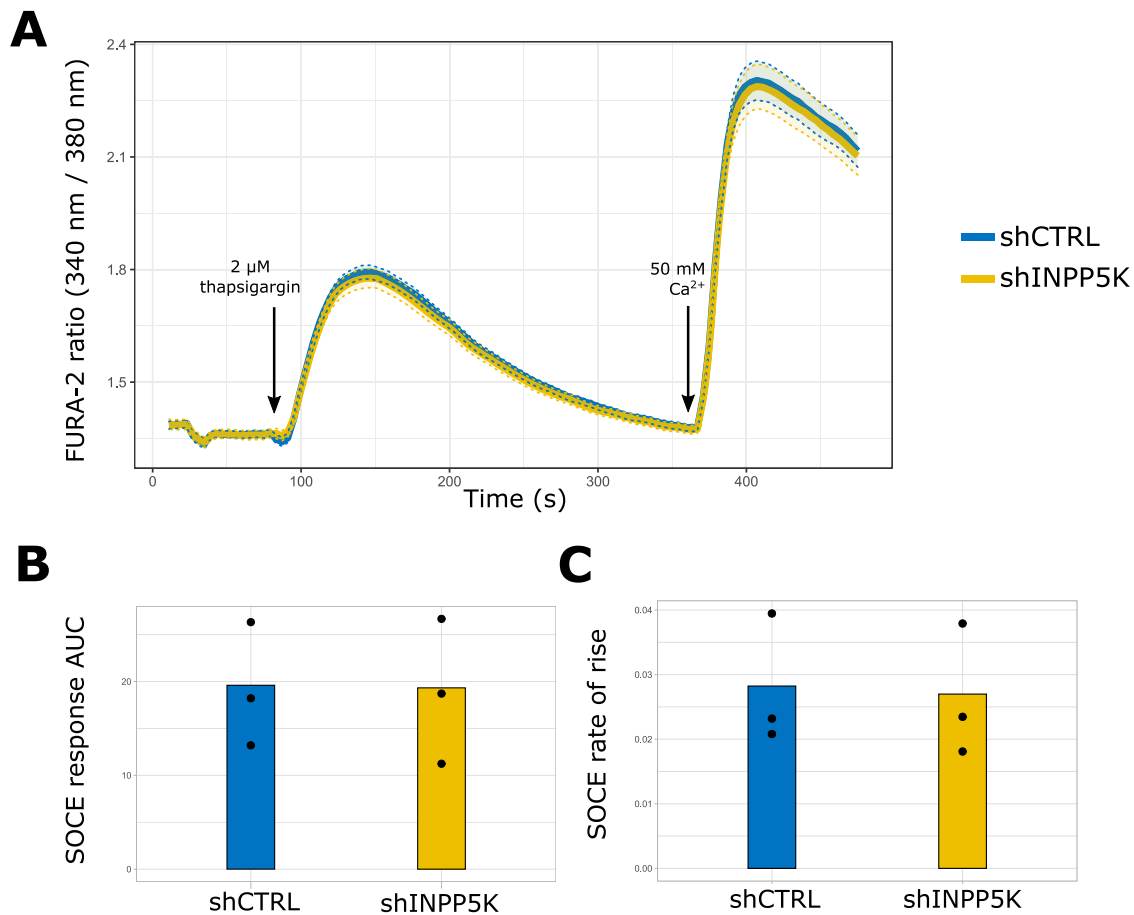 A
FURA-2 ratio (340 nm / 380 nm)
2.4
2.1
1.8
1.5
2 µM
thapsigargin
50 mM
Ca²⁺
0
100
200
300
400
Time (s)
shCTRL
shINPP5K
B
SOCE response AUC
20
10
0
shCTRL
shINPP5K
C
SOCE rate of rise
0.04
0.03
0.02
0.01
0.00
shCTRL
shINPP5K